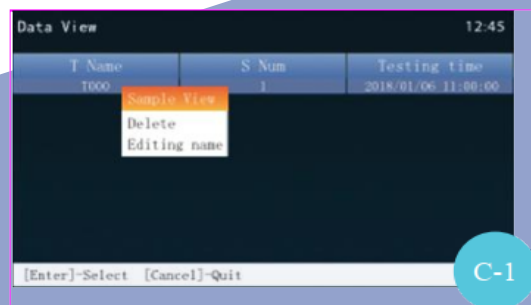 Data View 12:45
T Name S Num Testing time
T000 1 2018/01/06 11:00:00
Sample View
Delete
Editing name
[Enter]-Select [Cancel]-Quit
C-1